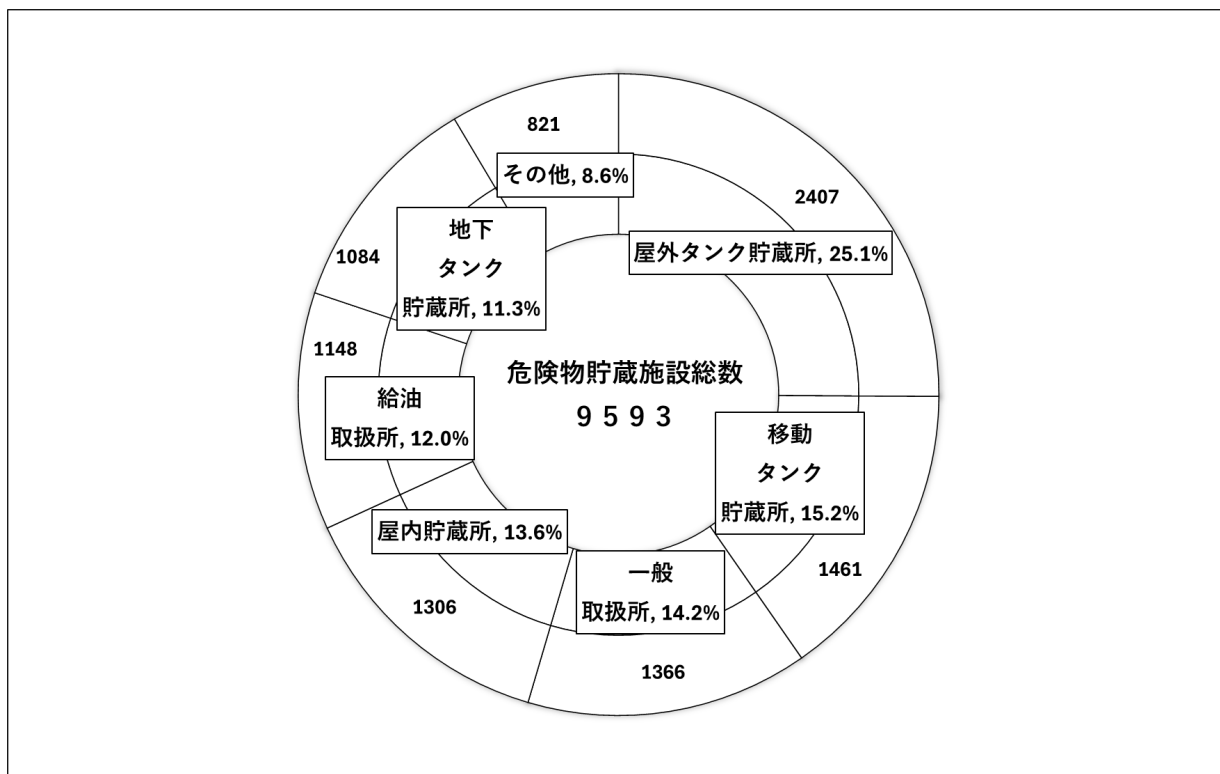 821
その他, 8.6%
2407
屋外タンク貯蔵所, 25.1%
地下
タンク
貯蔵所, 11.3%
1084
1148
給油
取扱所, 12.0%
危険物貯蔵施設総数
９５９３
移動
タンク
貯蔵所, 15.2%
1461
屋内貯蔵所, 13.6%
1306
一般
取扱所, 14.2%
1366